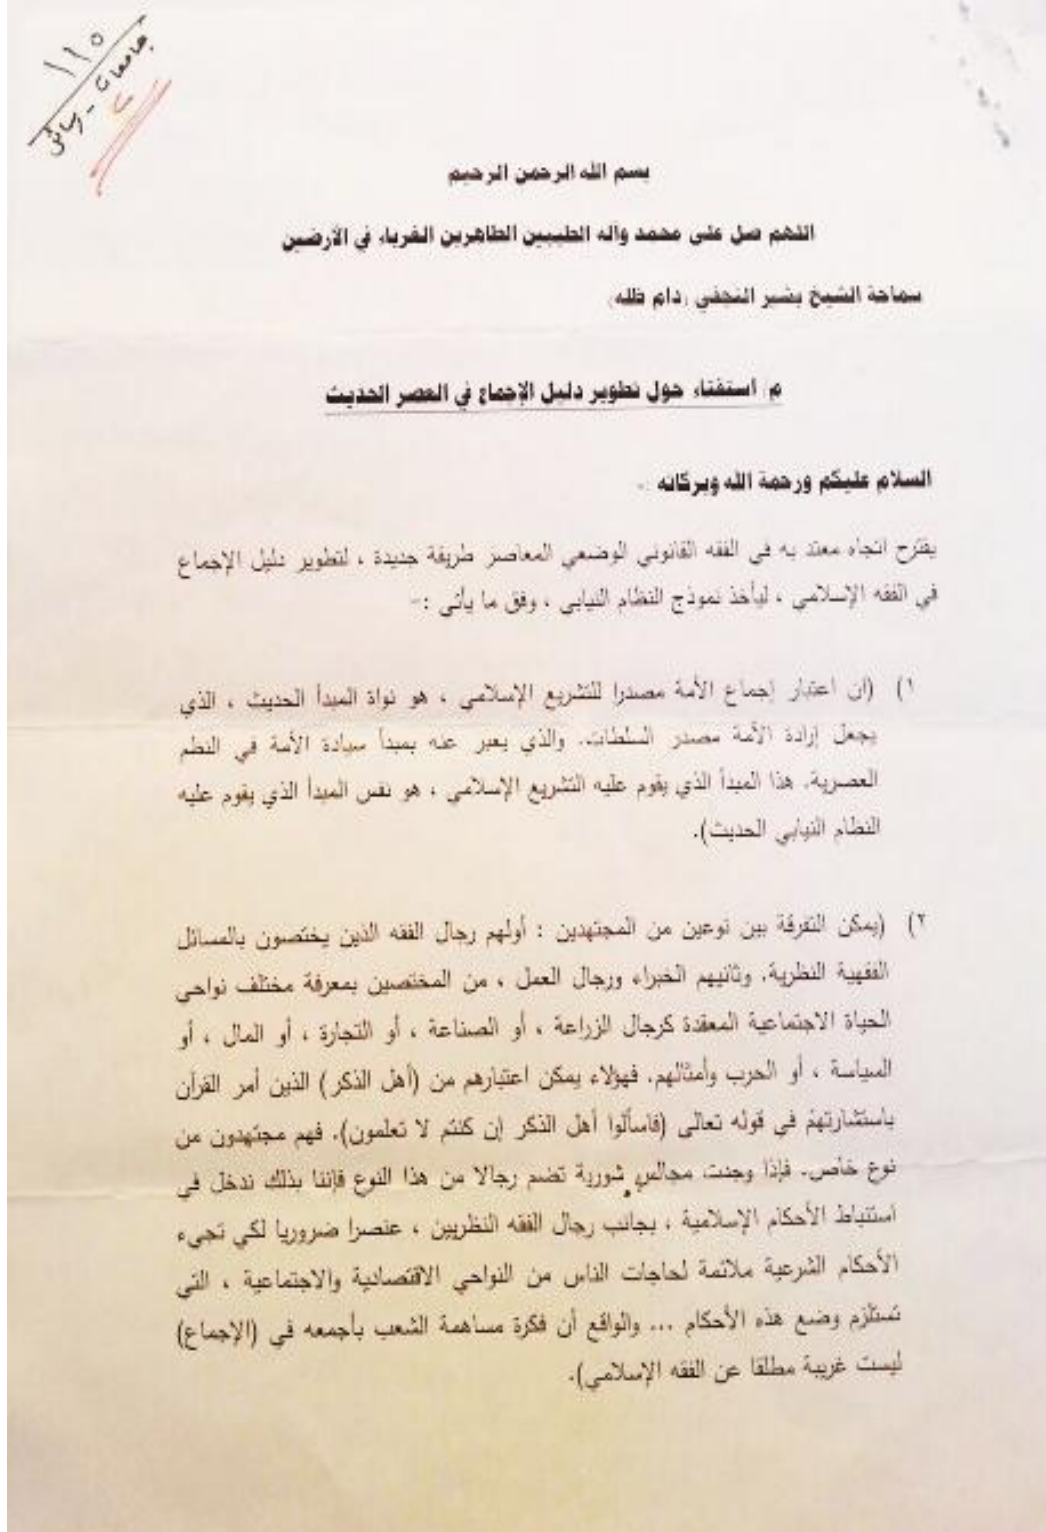 ١١٥
جامعات - رسائل
بسم الله الرحمن الرحيم
اللهم صل على محمد وآله الطيبين الطاهرين الغرباء في الأرضين
سماحة الشيخ بشير النجفي (دام ظله)
م/ استفتاء حول تطوير دليل الإجماع في العصر الحديث
السلام عليكم ورحمة الله وبركاته :-
يقترح اتجاه معتد به في الفقه القانوني الوضعي المعاصر طريقة جديدة ، لتطوير دليل الإجماع
في الفقه الإسلامي ، ليأخذ نموذج النظام النيابي ، وفق ما يأتي :-
١) (ان اعتبار إجماع الأمة مصدرا للتشريع الإسلامي ، هو نواة المبدأ الحديث ، الذي
يجعل إرادة الأمة مصدر السلطات. والذي يعبر عنه بمبدأ سيادة الأمة في النظم
العصرية. هذا المبدأ الذي يقوم عليه التشريع الإسلامي ، هو نفس المبدأ الذي يقوم عليه
النظام النيابي الحديث).
٢) (يمكن التفرقة بين نوعين من المجتهدين : أولهم رجال الفقه الذين يختصون بالمسائل
الفقهية النظرية. وثانيهم الخبراء ورجال العمل ، من المختصين بمعرفة مختلف نواحي
الحياة الاجتماعية المعقدة كرجال الزراعة ، أو الصناعة ، أو التجارة ، أو المال ، أو
السياسة ، أو الحرب وأمثالهم. فهؤلاء يمكن اعتبارهم من (أهل الذكر) الذين أمر القرآن
باستشارتهم في قوله تعالى (فاسألوا أهل الذكر إن كنتم لا تعلمون). فهم مجتهدون من
نوع خاص. فإذا وجدت مجالس شورية تضم رجالا من هذا النوع فإننا بذلك ندخل في
استنباط الأحكام الإسلامية ، بجانب رجال الفقه النظريين ، عنصرا ضروريا لكي تجيء
الأحكام الشرعية ملائمة لحاجات الناس من النواحي الاقتصادية والاجتماعية ، التي
تستلزم وضع هذه الأحكام ... والواقع أن فكرة مساهمة الشعب بأجمعه في (الإجماع)
ليست غريبة مطلقا عن الفقه الإسلامي).